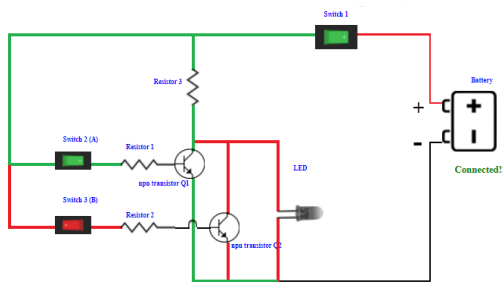 Switch 1
Battery
Resistor 3
+
-
Switch 2 (A)
Resistor 1
npn transistor Q1
LED
Connected!!
Switch 3 (B)
Resistor 2
npn transistor Q2